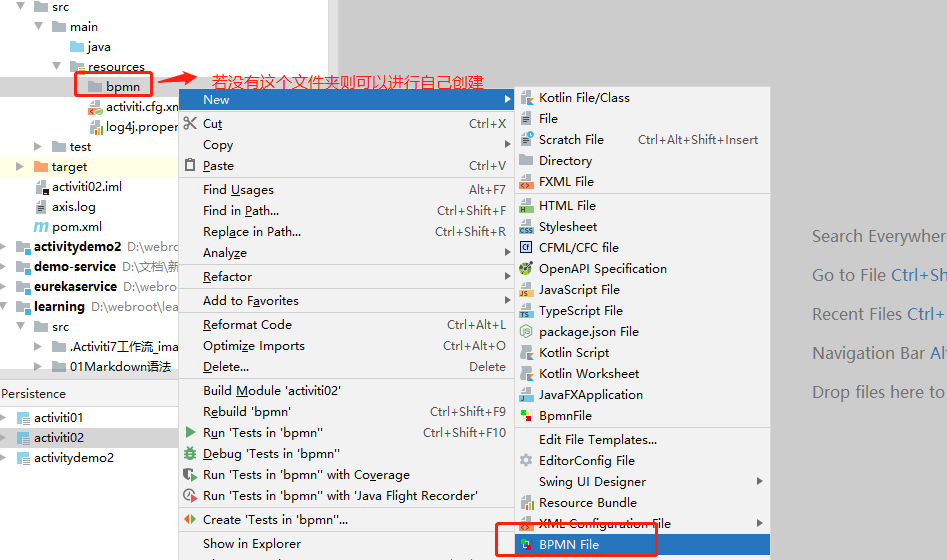 src
main
java
resources
bpmn
若没有这个文件夹则可以进行自己创建
activiti.cfg.xm
log4j.proper
test
target
activiti02.iml
axis.log
pom.xml
activitydemo2 D:\webro
demo-service D:\文档\新
eurekaservice D:\webro
learning D:\webroot\lea
src
.Activiti7工作流_ima
01Markdown语法
Persistence
activiti01
activiti02
activitydemo2
New
Cut Ctrl+X
Copy
Paste Ctrl+V
Find Usages Alt+F7
Find in Path... Ctrl+Shift+F
Replace in Path... Ctrl+Shift+R
Analyze
Refactor
Add to Favorites
Reformat Code Ctrl+Alt+L
Optimize Imports Ctrl+Alt+O
Delete... Delete
Build Module 'activiti02'
Rebuild 'bpmn' Ctrl+Shift+F9
Run 'Tests in 'bpmn'' Ctrl+Shift+F10
Debug 'Tests in 'bpmn''
Run 'Tests in 'bpmn'' with Coverage
Run 'Tests in 'bpmn'' with 'Java Flight Recorder'
Create 'Tests in 'bpmn''...
Show in Explorer
Kotlin File/Class
File
Scratch File Ctrl+Alt+Shift+Insert
Directory
FXML File
HTML File
Stylesheet
CFML/CFC file
OpenAPI Specification
JavaScript File
TypeScript File
package.json File
Kotlin Script
Kotlin Worksheet
JavaFXApplication
BpmnFile
Edit File Templates...
EditorConfig File
Swing UI Designer
Resource Bundle
XML Configuration File
BPMN File
Search Everywher
Go to File Ctrl+Sh
Recent Files Ctrl+
Navigation Bar Al
Drop files here to